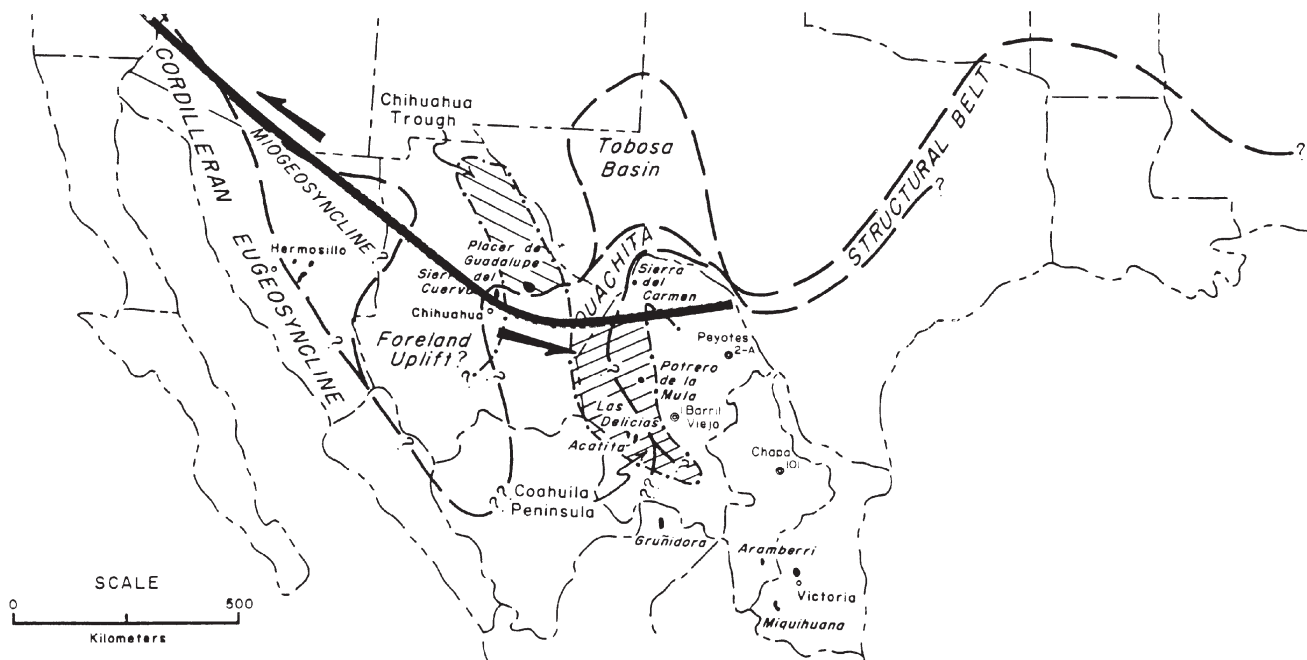 CORDILLERAN
EUGEOSYNCLINE
MIOGEOSYNCLINE ?
Chihuahua
Trough
Tobosa
Basin
OUACHITA
STRUCTURAL BELT
?
?
Hermosillo
Placer de
Guadalupe
Sierra del
Cuervo
Chihuahua
Sierra
del
Carmen
Foreland
Uplift?
?
?
?
?
Peyotes
2-A
Potrero
de la
Mula
Las
Delicias
Barril
Viejo
1
Acatita
Chapa
101
?
??
??
Coahuila
Peninsula
Gruñidora
Aramberri
Victoria
Miquihuana
SCALE
0 500
Kilometers